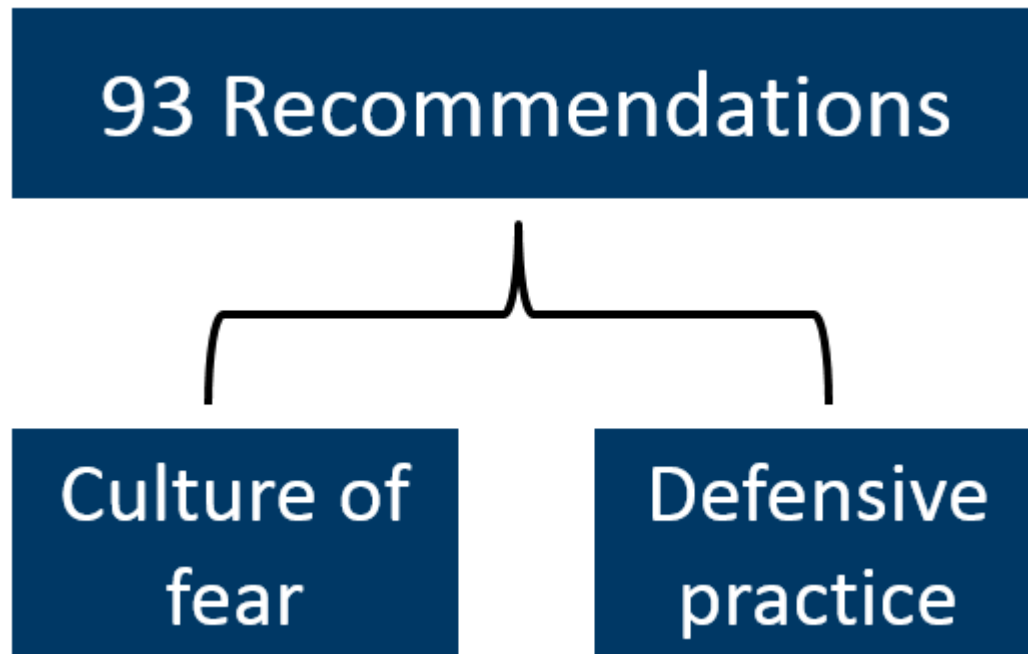 93 Recommendations
Culture of
fear
Defensive
practice